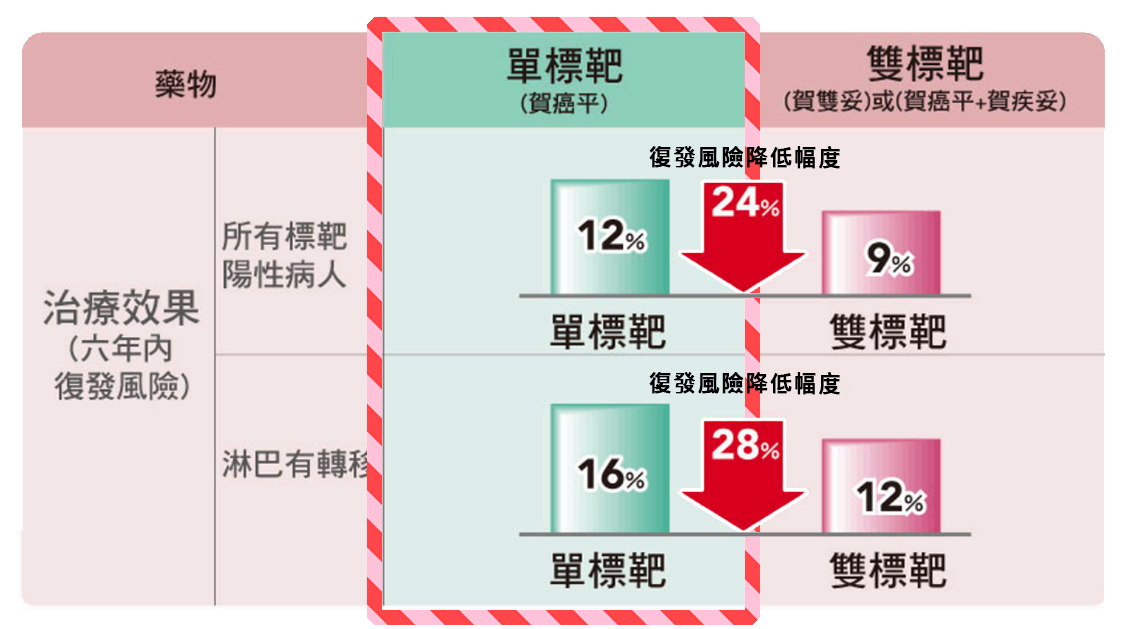 藥物
單標靶
(賀癌平)
雙標靶
(賀雙妥)或(賀癌平+賀疾妥)
治療效果
(六年內
復發風險)
所有標靶
陽性病人
復發風險降低幅度
12%
24%
9%
單標靶
雙標靶
淋巴有轉移
復發風險降低幅度
16%
28%
12%
單標靶
雙標靶